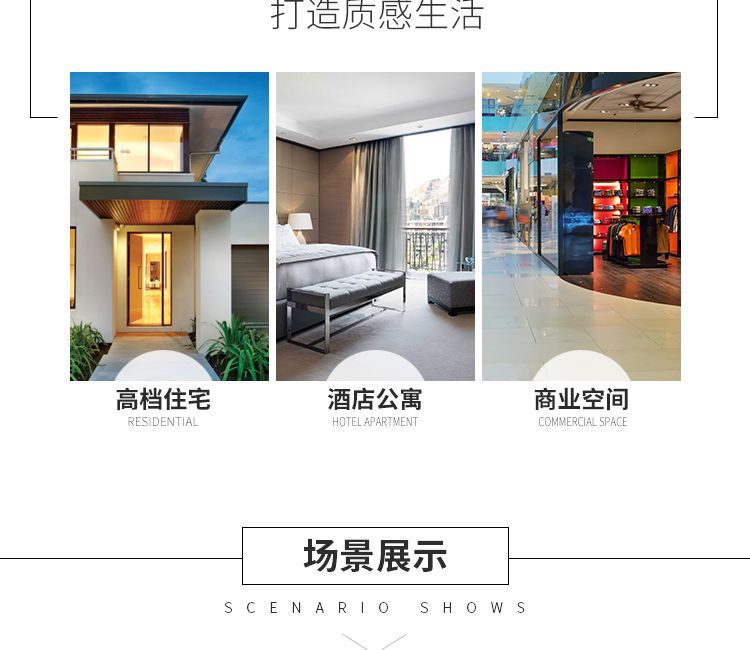 打造质感生活
高档住宅
RESIDENTIAL
酒店公寓
HOTEL APARTMENT
商业空间
COMMERCIAL SPACE
场景展示
SCENARIO SHOWS